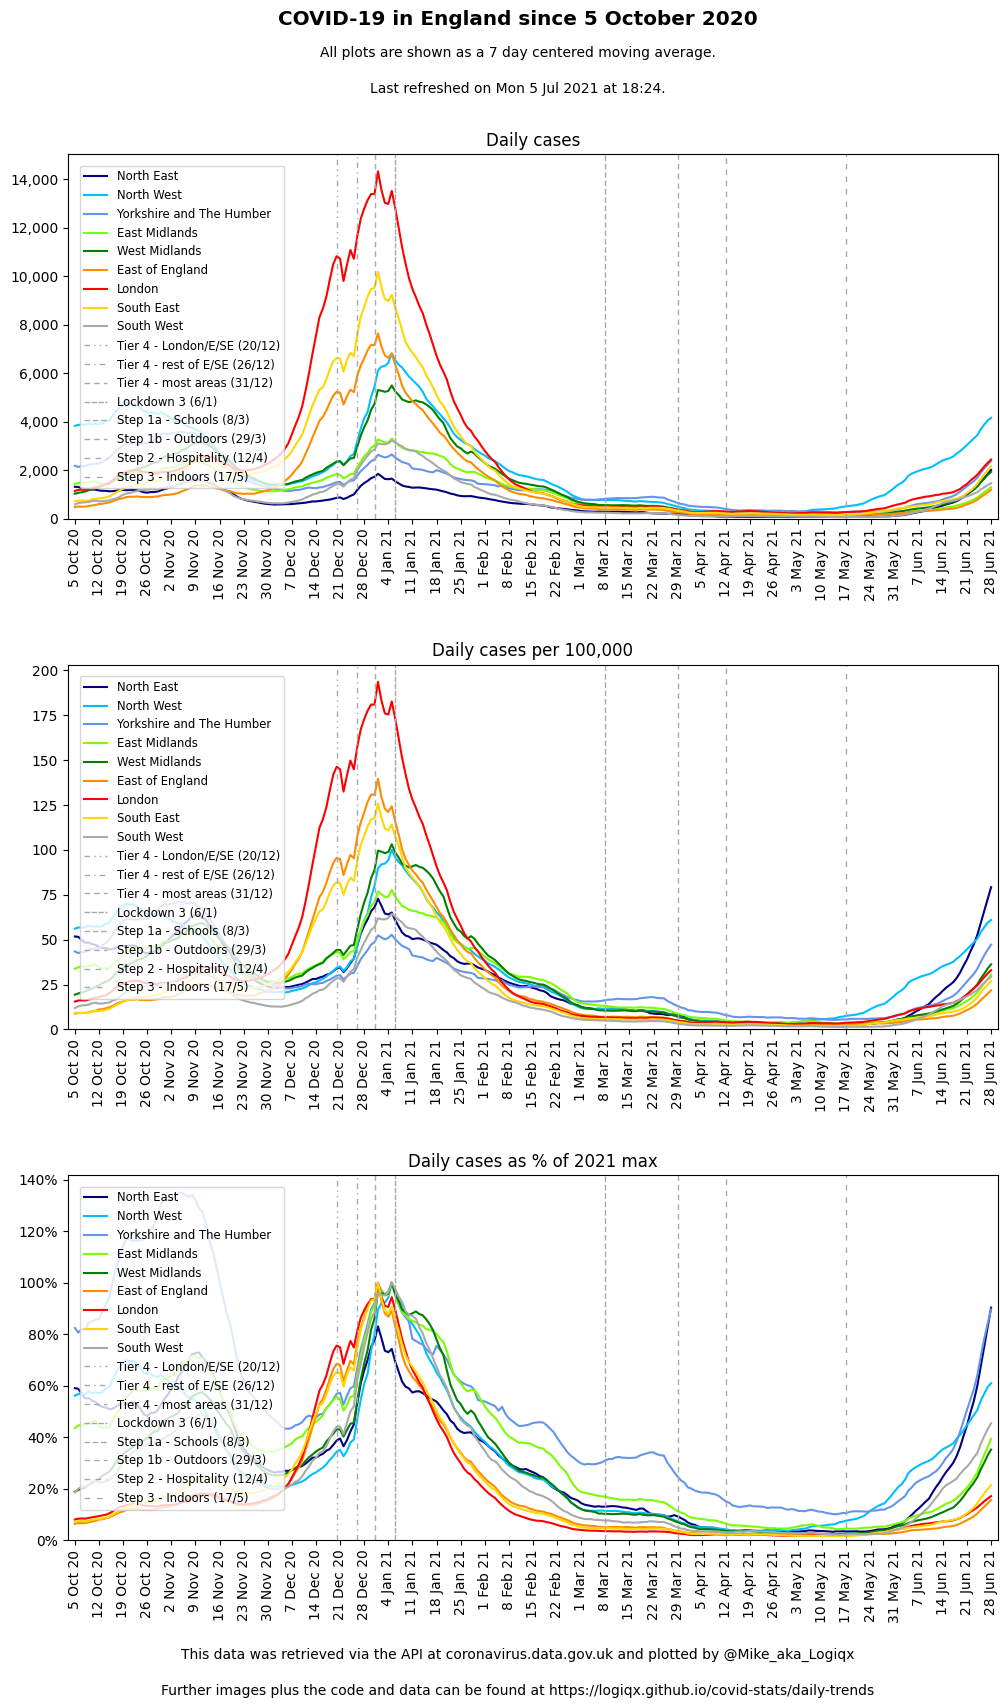 COVID-19 in England since 5 October 2020
All plots are shown as a 7 day centered moving average.
Last refreshed on Mon 5 Jul 2021 at 18:24.
Daily cases
14,000
12,000
10,000
8,000
6,000
4,000
2,000
0
North East
North West
Yorkshire and The Humber
East Midlands
West Midlands
East of England
London
South East
South West
Tier 4 - London/E/SE (20/12)
Tier 4 - rest of E/SE (26/12)
Tier 4 - most areas (31/12)
Lockdown 3 (6/1)
Step 1a - Schools (8/3)
Step 1b - Outdoors (29/3)
Step 2 - Hospitality (12/4)
Step 3 - Indoors (17/5)
5 Oct 20
12 Oct 20
19 Oct 20
26 Oct 20
2 Nov 20
9 Nov 20
16 Nov 20
23 Nov 20
30 Nov 20
7 Dec 20
14 Dec 20
21 Dec 20
28 Dec 20
4 Jan 21
11 Jan 21
18 Jan 21
25 Jan 21
1 Feb 21
8 Feb 21
15 Feb 21
22 Feb 21
1 Mar 21
8 Mar 21
15 Mar 21
22 Mar 21
29 Mar 21
5 Apr 21
12 Apr 21
19 Apr 21
26 Apr 21
3 May 21
10 May 21
17 May 21
24 May 21
31 May 21
7 Jun 21
14 Jun 21
21 Jun 21
28 Jun 21
Daily cases per 100,000
200
175
150
125
100
75
50
25
0
North East
North West
Yorkshire and The Humber
East Midlands
West Midlands
East of England
London
South East
South West
Tier 4 - London/E/SE (20/12)
Tier 4 - rest of E/SE (26/12)
Tier 4 - most areas (31/12)
Lockdown 3 (6/1)
Step 1a - Schools (8/3)
Step 1b - Outdoors (29/3)
Step 2 - Hospitality (12/4)
Step 3 - Indoors (17/5)
5 Oct 20
12 Oct 20
19 Oct 20
26 Oct 20
2 Nov 20
9 Nov 20
16 Nov 20
23 Nov 20
30 Nov 20
7 Dec 20
14 Dec 20
21 Dec 20
28 Dec 20
4 Jan 21
11 Jan 21
18 Jan 21
25 Jan 21
1 Feb 21
8 Feb 21
15 Feb 21
22 Feb 21
1 Mar 21
8 Mar 21
15 Mar 21
22 Mar 21
29 Mar 21
5 Apr 21
12 Apr 21
19 Apr 21
26 Apr 21
3 May 21
10 May 21
17 May 21
24 May 21
31 May 21
7 Jun 21
14 Jun 21
21 Jun 21
28 Jun 21
Daily cases as % of 2021 max
140%
120%
100%
80%
60%
40%
20%
0%
North East
North West
Yorkshire and The Humber
East Midlands
West Midlands
East of England
London
South East
South West
Tier 4 - London/E/SE (20/12)
Tier 4 - rest of E/SE (26/12)
Tier 4 - most areas (31/12)
Lockdown 3 (6/1)
Step 1a - Schools (8/3)
Step 1b - Outdoors (29/3)
Step 2 - Hospitality (12/4)
Step 3 - Indoors (17/5)
5 Oct 20
12 Oct 20
19 Oct 20
26 Oct 20
2 Nov 20
9 Nov 20
16 Nov 20
23 Nov 20
30 Nov 20
7 Dec 20
14 Dec 20
21 Dec 20
28 Dec 20
4 Jan 21
11 Jan 21
18 Jan 21
25 Jan 21
1 Feb 21
8 Feb 21
15 Feb 21
22 Feb 21
1 Mar 21
8 Mar 21
15 Mar 21
22 Mar 21
29 Mar 21
5 Apr 21
12 Apr 21
19 Apr 21
26 Apr 21
3 May 21
10 May 21
17 May 21
24 May 21
31 May 21
7 Jun 21
14 Jun 21
21 Jun 21
28 Jun 21
This data was retrieved via the API at coronavirus.data.gov.uk and plotted by @Mike_aka_Logiqx
Further images plus the code and data can be found at https://logiqx.github.io/covid-stats/daily-trends